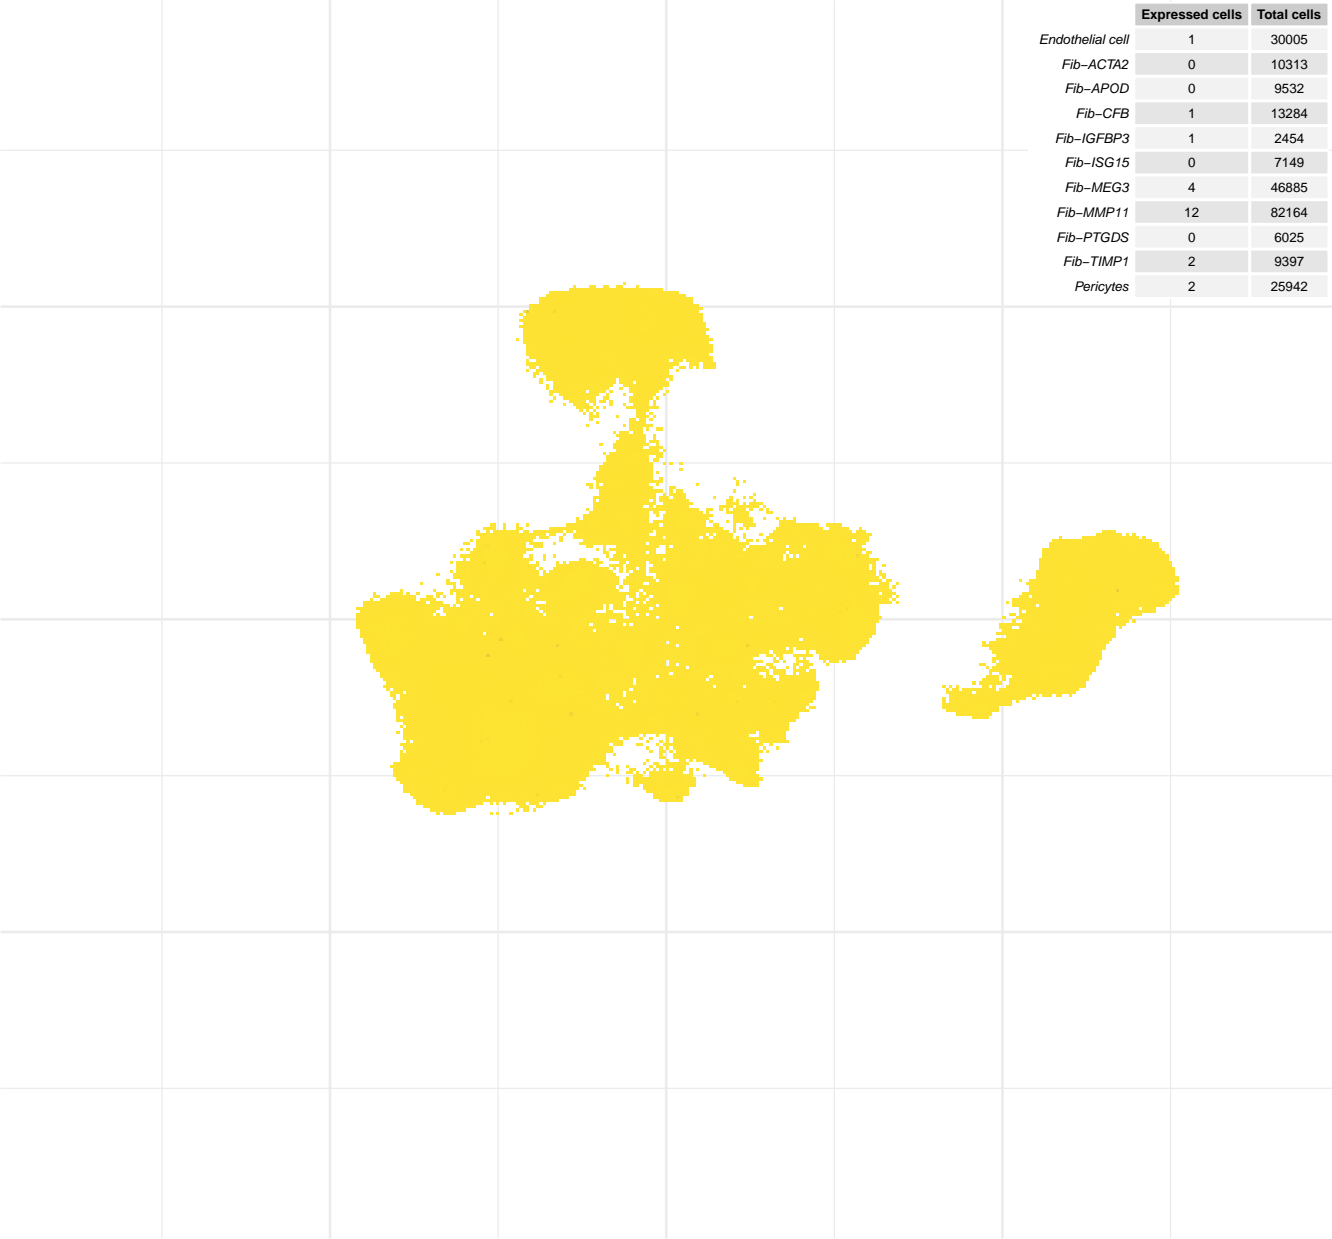 Expressed cells Total cells
Endothelial cell 1 30005
Fib−ACTA2 0 10313
Fib−APOD 0 9532
Fib−CFB 1 13284
Fib−IGFBP3 1 2454
Fib−ISG15 0 7149
Fib−MEG3 4 46885
Fib−MMP11 12 82164
Fib−PTGDS 0 6025
Fib−TIMP1 2 9397
Pericytes 2 25942